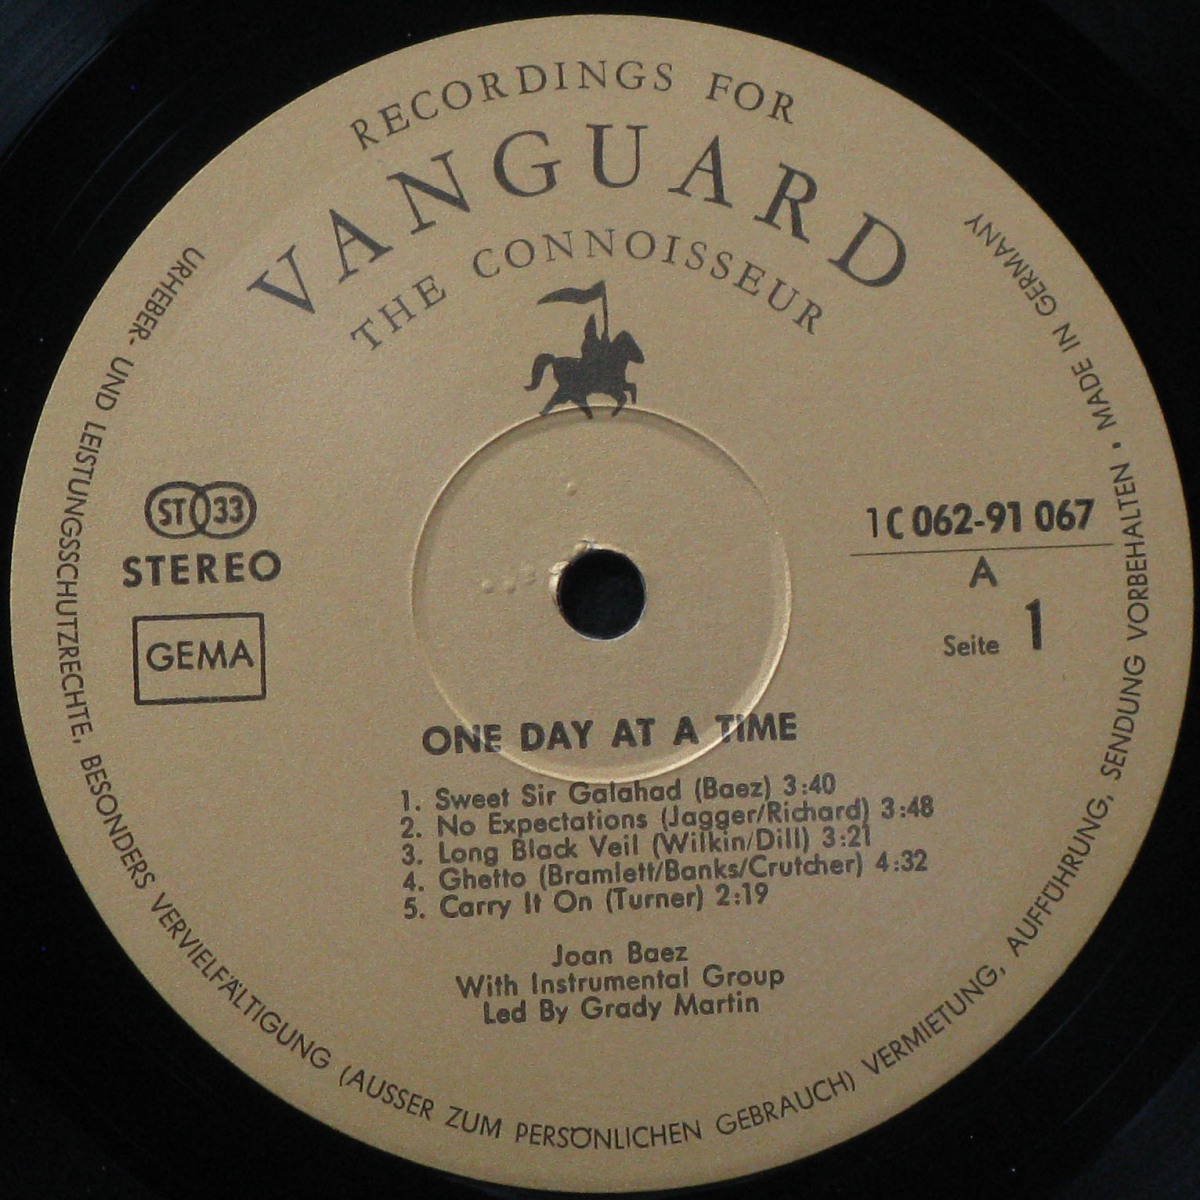 RECORDINGS FOR
VANGUARD
THE CONNOISSEUR
URHEBER- UND LEISTUNGSSCHUTZRECHTE, BESONDERS VERVIELFÄLTIGUNG (AUSSER ZUM PERSÖNLICHEN GEBRAUCH) VERMIETUNG, AUFFÜHRUNG, SENDUNG VORBEHALTEN • MADE IN GERMANY
ST 33
STEREO
GEMA
1C 062-91 067
A
Seite 1
ONE DAY AT A TIME
1. Sweet Sir Galahad (Baez) 3:40
2. No Expectations (Jagger/Richard) 3:48
3. Long Black Veil (Wilkin/Dill) 3:21
4. Ghetto (Bramlett/Banks/Crutcher) 4:32
5. Carry It On (Turner) 2:19
Joan Baez
With Instrumental Group
Led By Grady Martin